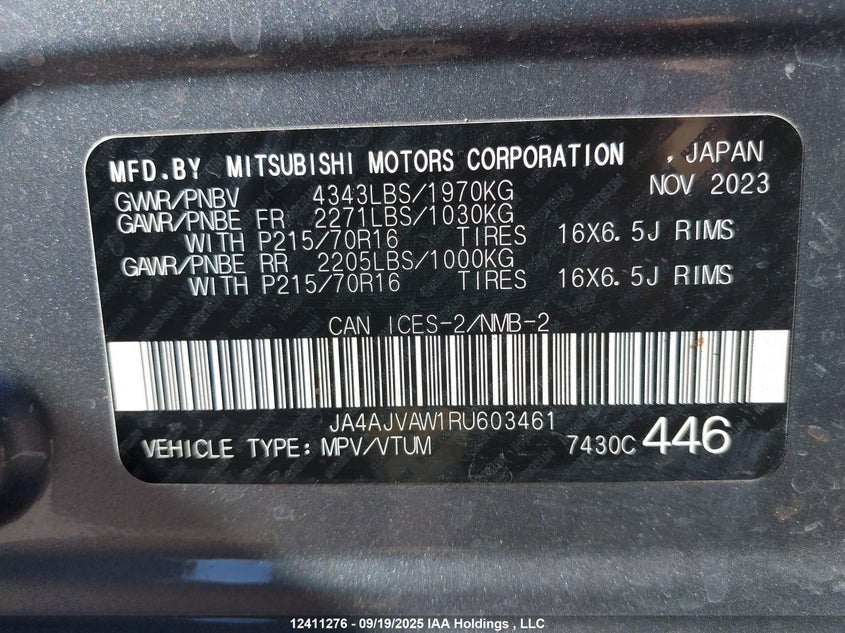 MFD.BY MITSUBISHI MOTORS CORPORATION , JAPAN
GVWR/PNBV 4343LBS/1970KG NOV 2023
GAWR/PNBE FR 2271LBS/1030KG
WITH P215/70R16 TIRES 16X6.5J RIMS
GAWR/PNBE RR 2205LBS/1000KG
WITH P215/70R16 TIRES 16X6.5J RIMS
CAN ICES-2/NMB-2
JA4AJVAW1RU603461
VEHICLE TYPE: MPV/VTUM 7430C 446
12411276 - 09/19/2025 IAA Holdings , LLC